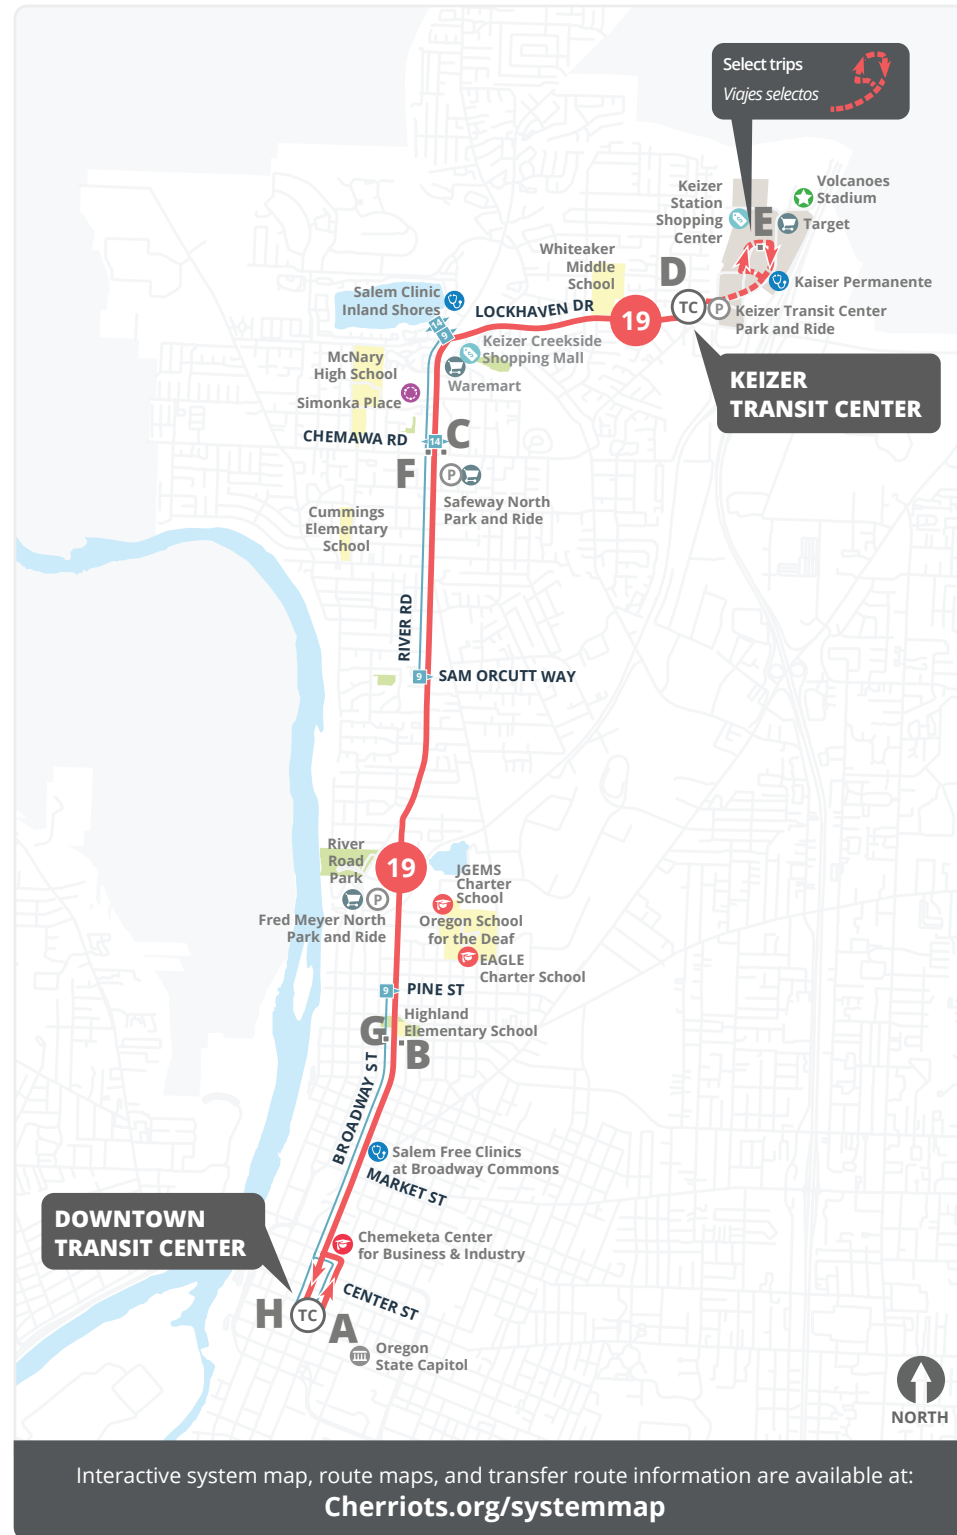 Select trips
Viajes selectos
Volcanoes
Stadium
Keizer
Station
Shopping
Center
E
Target
Whiteaker
Middle
School
D
Kaiser Permanente
Salem Clinic
Inland Shores
LOCKHAVEN DR
19
TC
P
Keizer Transit Center
Park and Ride
9
Keizer Creekside
Shopping Mall
McNary
High School
Waremart
KEIZER
TRANSIT CENTER
Simonka Place
CHEMAWA RD
14
C
F
P
Safeway North
Park and Ride
Cummings
Elementary
School
RIVER RD
9
SAM ORCUTT WAY
River
Road
Park
19
JGEMS
Charter
School
P
Fred Meyer North
Park and Ride
Oregon School
for the Deaf
EAGLE
Charter School
9
PINE ST
Highland
Elementary School
G
B
BROADWAY ST
Salem Free Clinics
at Broadway Commons
MARKET ST
DOWNTOWN
TRANSIT CENTER
Chemeketa Center
for Business & Industry
CENTER ST
H
TC
A
Oregon
State Capitol
NORTH
Interactive system map, route maps, and transfer route information are available at:
Cherriots.org/systemmap